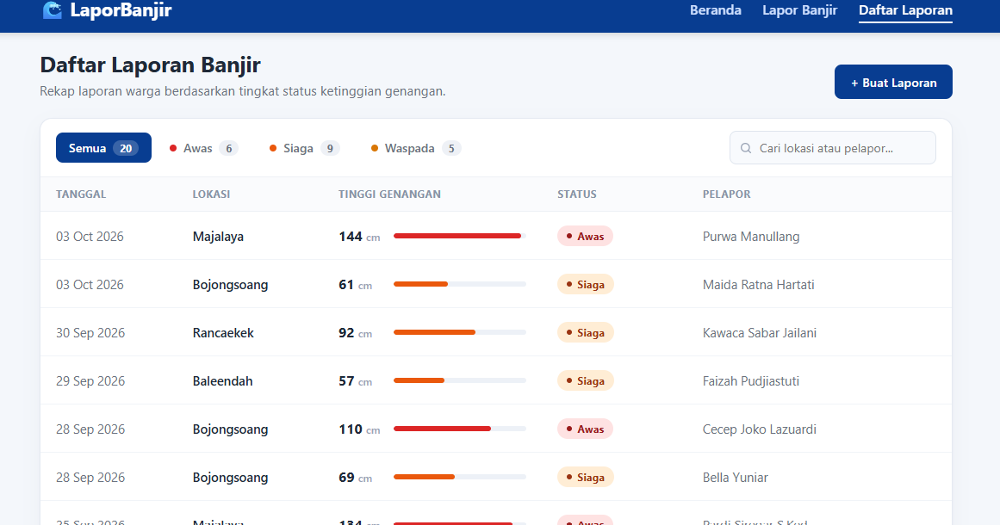 LaporBanjir
Beranda Lapor Banjir Daftar Laporan
Daftar Laporan Banjir
Rekap laporan warga berdasarkan tingkat status ketinggian genangan.
+ Buat Laporan
Semua 20 Awas 6 Siaga 9 Waspada 5
Cari lokasi atau pelapor...
TANGGAL LOKASI TINGGI GENANGAN STATUS PELAPOR
03 Oct 2026 Majalaya 144 cm Awas Purwa Manullang
03 Oct 2026 Bojongsoang 61 cm Siaga Maida Ratna Hartati
30 Sep 2026 Rancaekek 92 cm Siaga Kawaca Sabar Jailani
29 Sep 2026 Baleendah 57 cm Siaga Faizah Pudjiastuti
28 Sep 2026 Bojongsoang 110 cm Awas Cecep Joko Lazuardi
28 Sep 2026 Bojongsoang 69 cm Siaga Bella Yuniar
25 Sep 2026 Majalaya 134 cm Awas